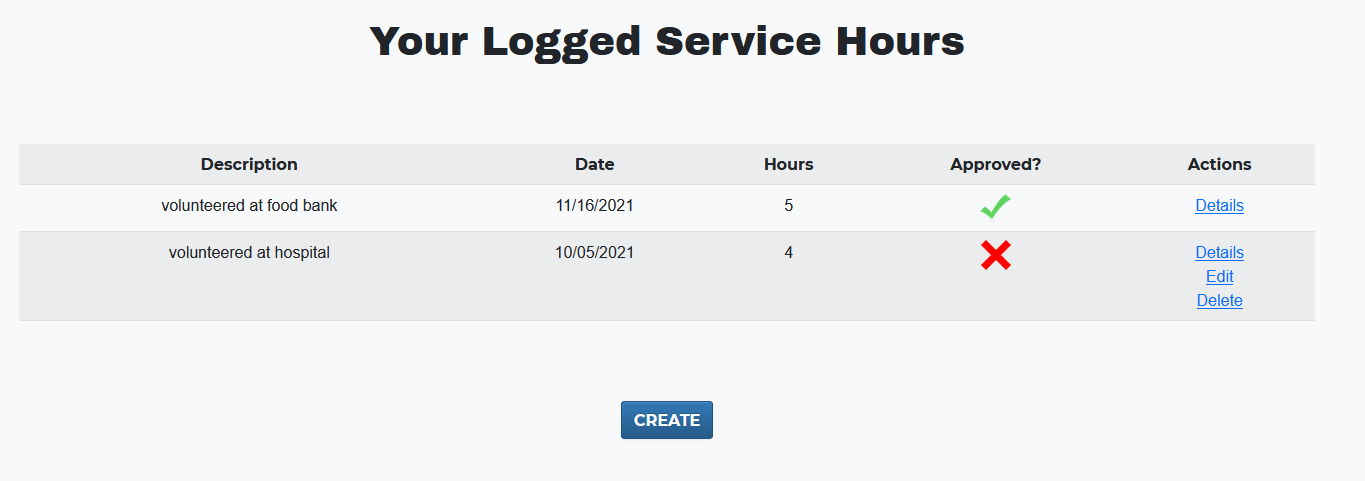 Your Logged Service Hours
Description Date Hours Approved? Actions
volunteered at food bank 11/16/2021 5 Details
volunteered at hospital 10/05/2021 4 Details
Edit
Delete
CREATE